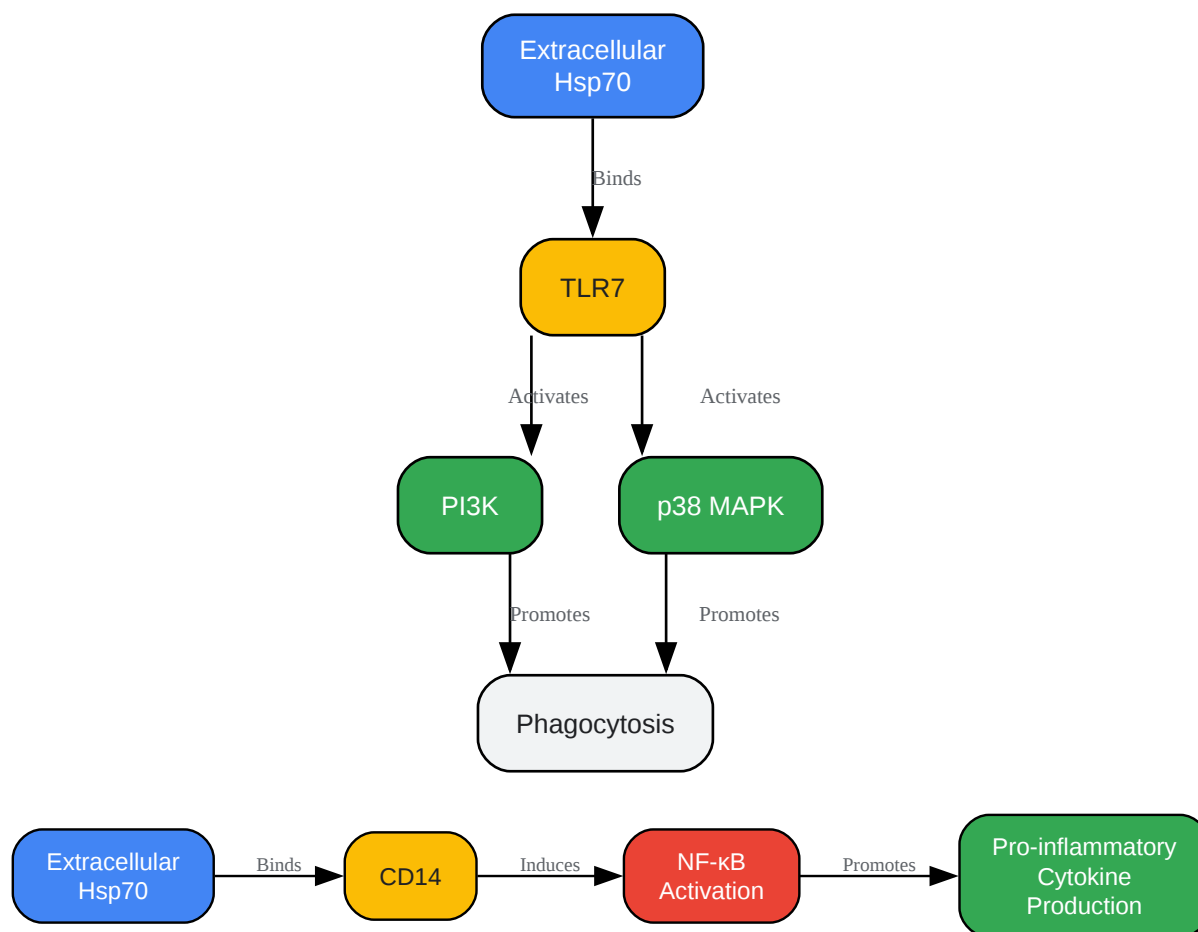 Extracellular
Hsp70
Binds
TLR7
Activates
Activates
PI3K
p38 MAPK
Promotes
Promotes
Phagocytosis
Extracellular
Hsp70
Binds
CD14
Induces
NF-κB
Activation
Promotes
Pro-inflammatory
Cytokine
Production